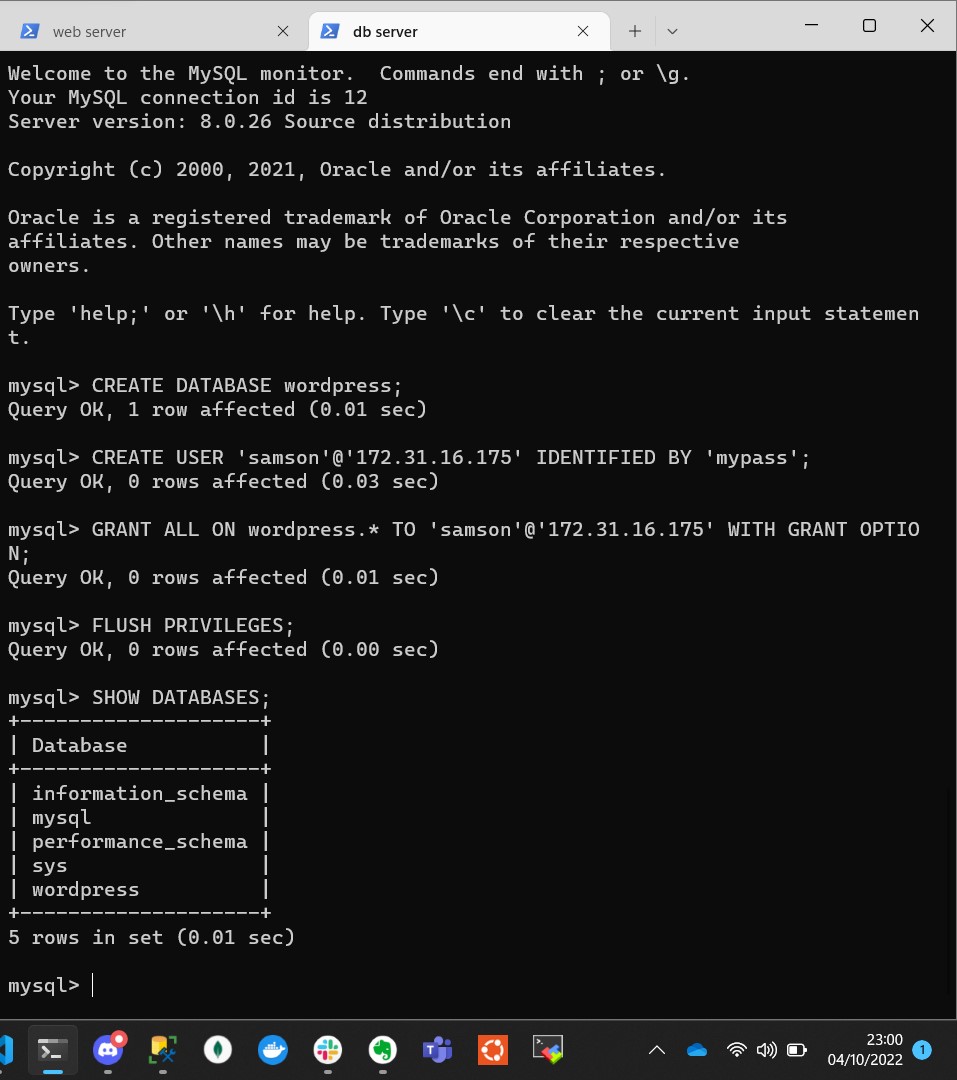 web server
db server
Welcome to the MySQL monitor.  Commands end with ; or \g.
Your MySQL connection id is 12
Server version: 8.0.26 Source distribution
Copyright (c) 2000, 2021, Oracle and/or its affiliates.
Oracle is a registered trademark of Oracle Corporation and/or its
affiliates. Other names may be trademarks of their respective
owners.
Type 'help;' or '\h' for help. Type '\c' to clear the current input statemen
t.
mysql> CREATE DATABASE wordpress;
Query OK, 1 row affected (0.01 sec)
mysql> CREATE USER 'samson'@'172.31.16.175' IDENTIFIED BY 'mypass';
Query OK, 0 rows affected (0.03 sec)
mysql> GRANT ALL ON wordpress.* TO 'samson'@'172.31.16.175' WITH GRANT OPTIO
N;
Query OK, 0 rows affected (0.01 sec)
mysql> FLUSH PRIVILEGES;
Query OK, 0 rows affected (0.00 sec)
mysql> SHOW DATABASES;
+--------------------+
| Database           |
+--------------------+
| information_schema |
| mysql              |
| performance_schema |
| sys                |
| wordpress          |
+--------------------+
5 rows in set (0.01 sec)
mysql>
23:00
04/10/2022
1